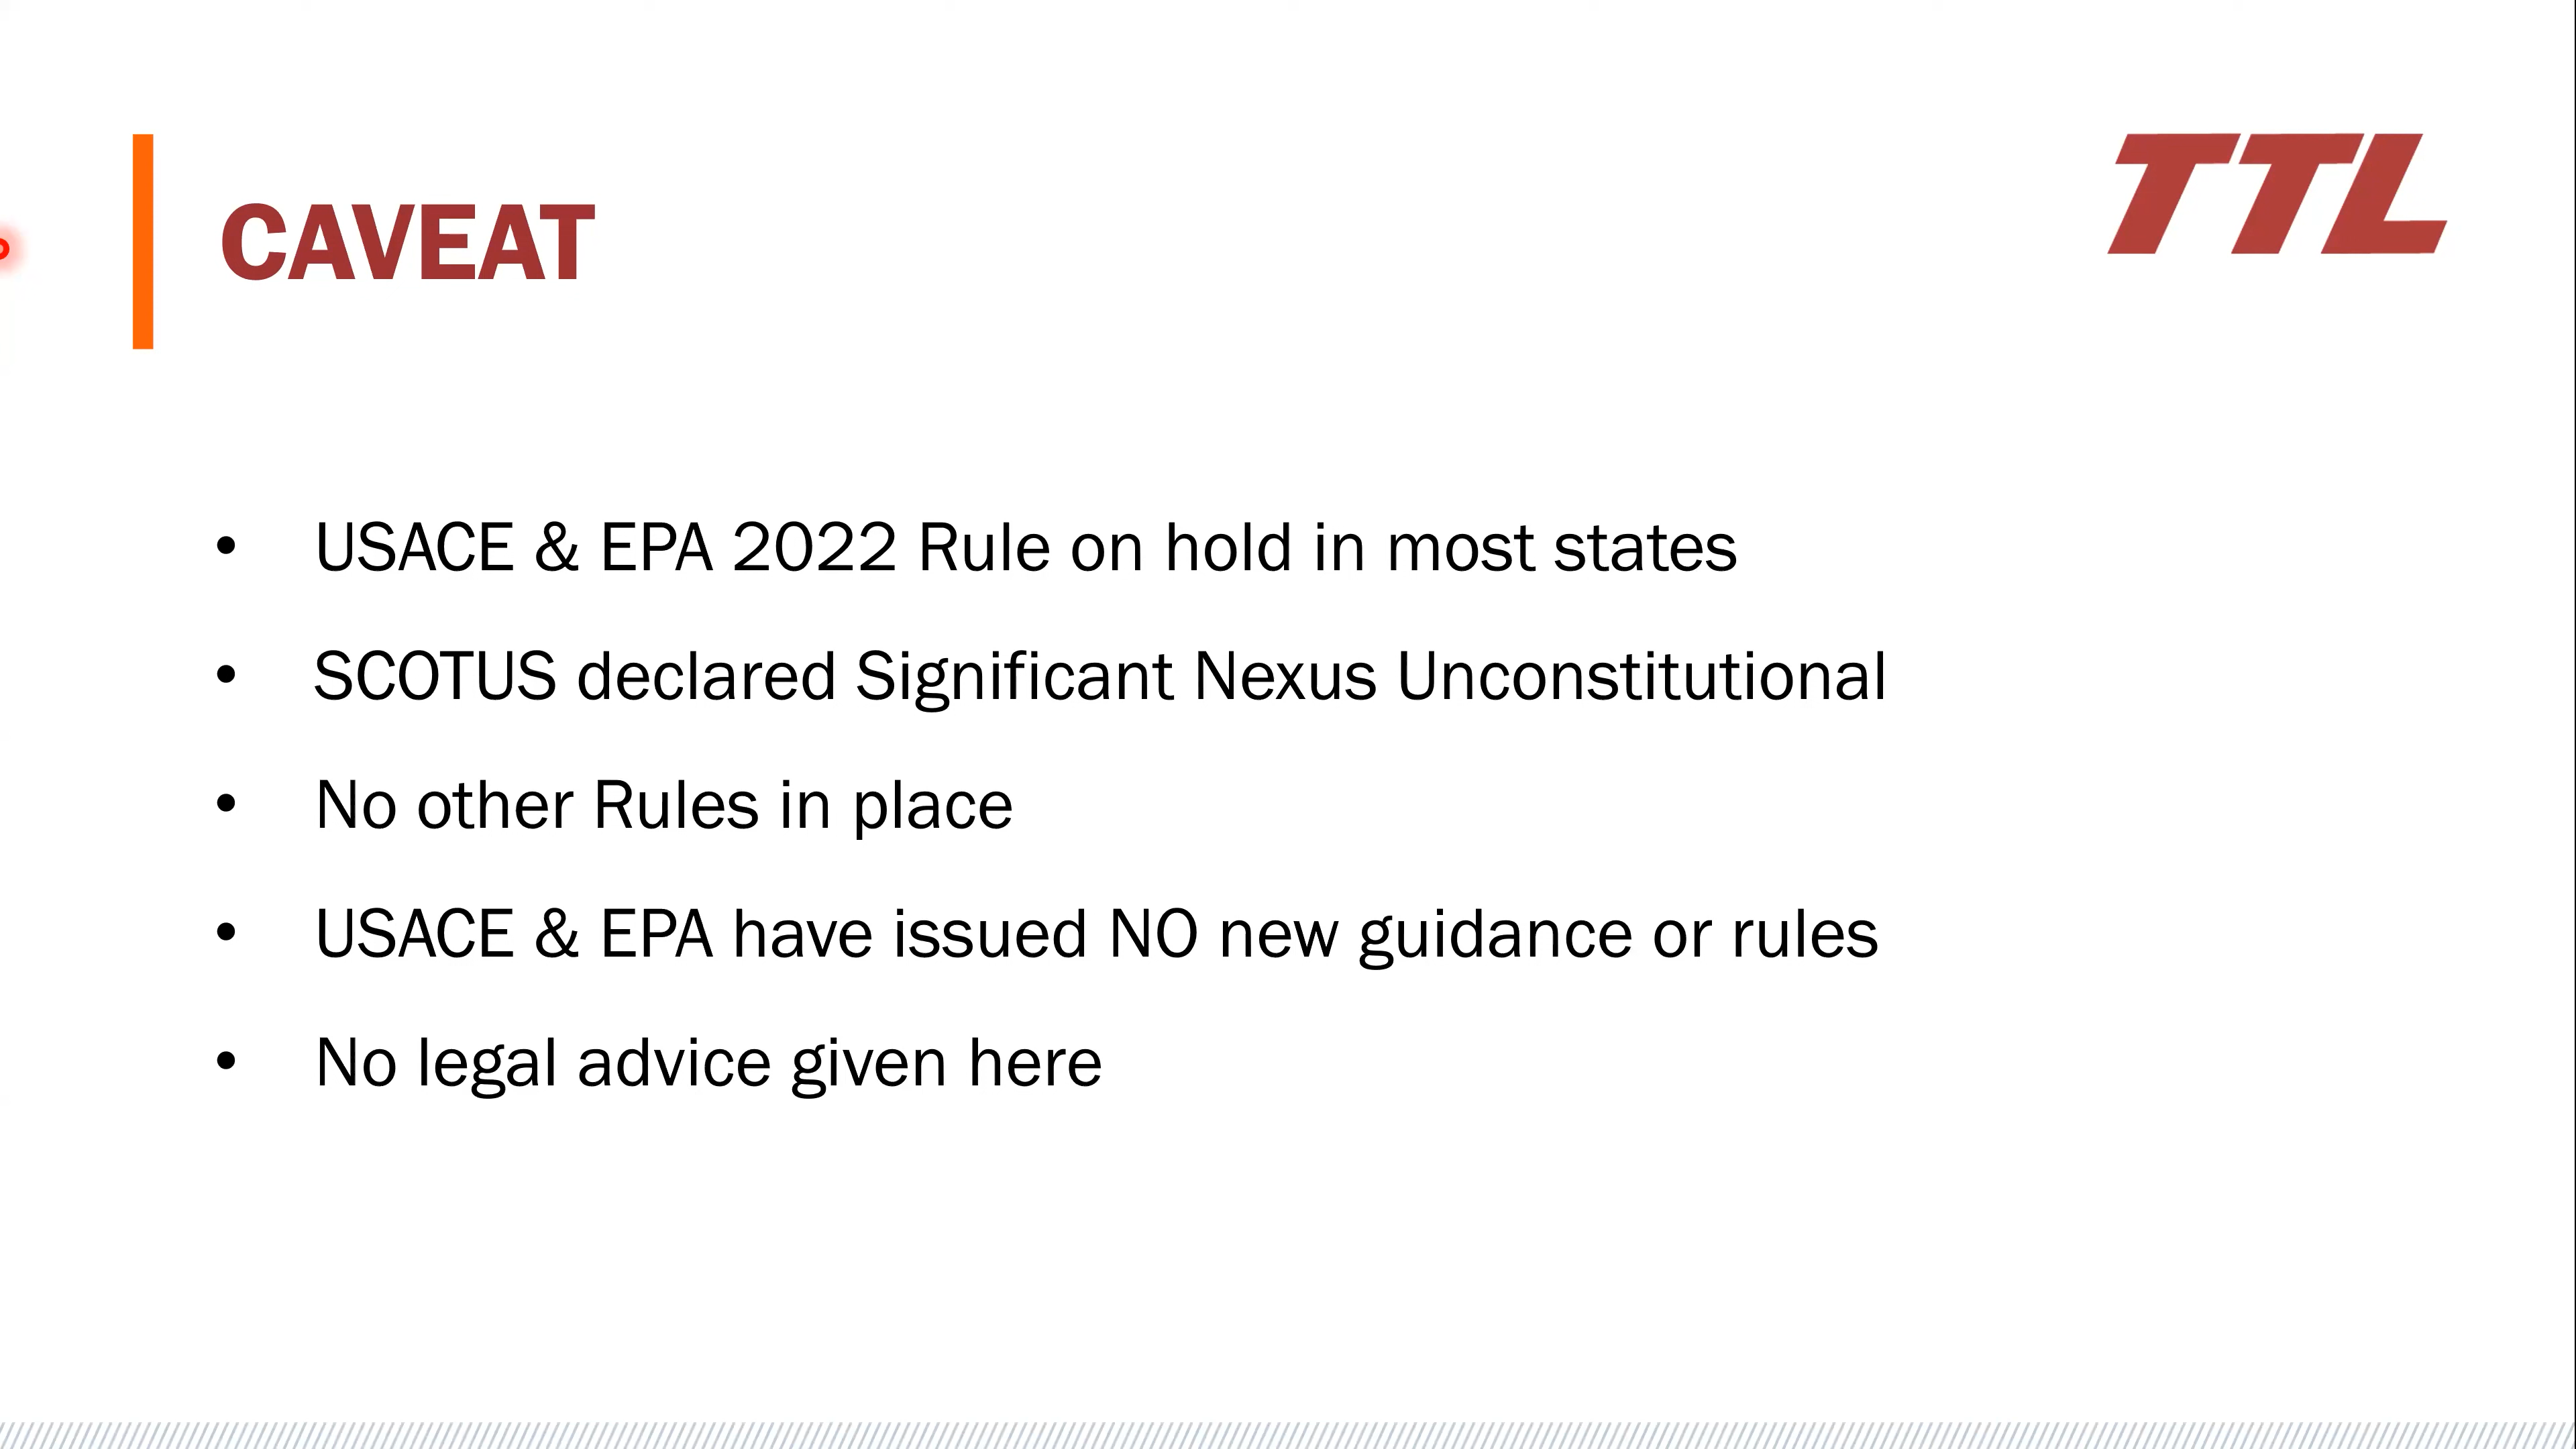 TTL
CAVEAT
• USACE & EPA 2022 Rule on hold in most states
• SCOTUS declared Significant Nexus Unconstitutional
• No other Rules in place
• USACE & EPA have issued NO new guidance or rules
• No legal advice given here